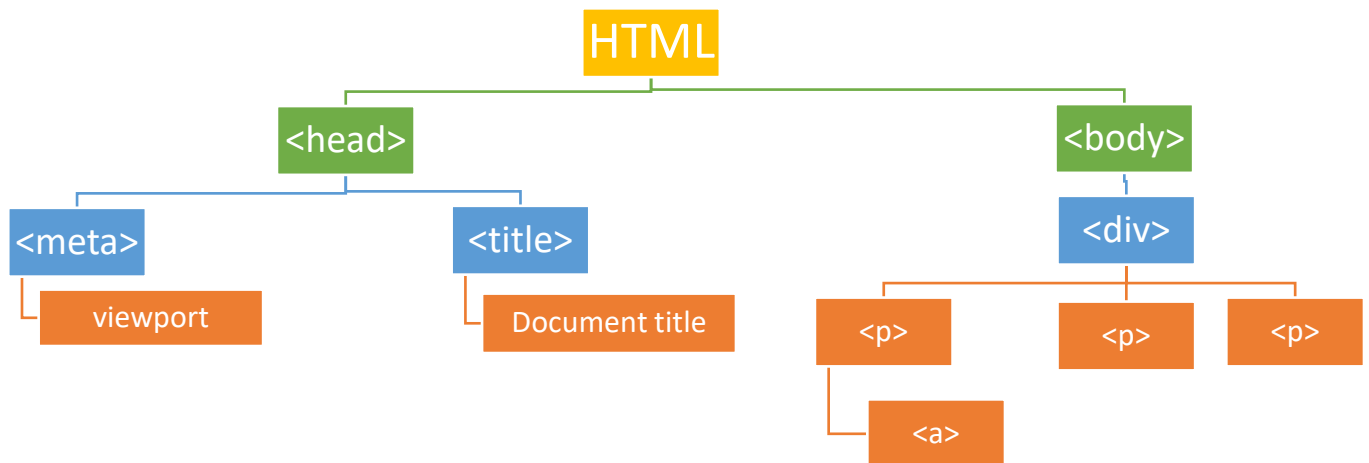 HTML
<head>
<body>
<meta>
<title>
<div>
viewport
Document title
<p>
<p>
<p>
<a>